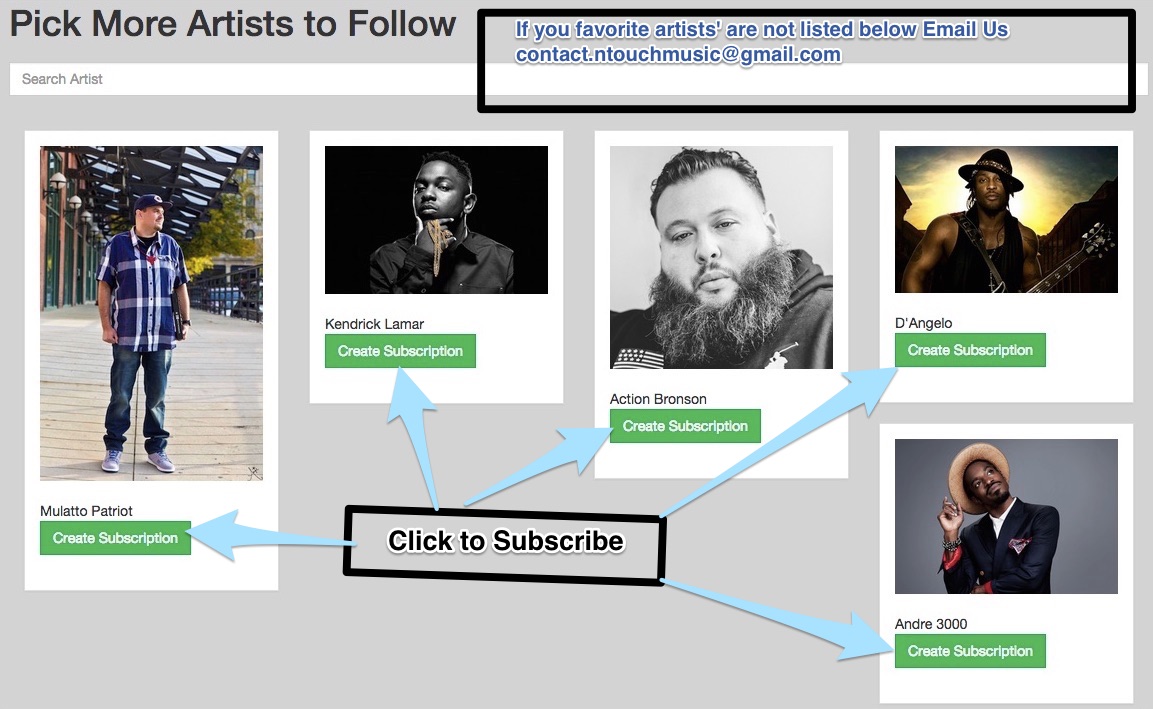 Pick More Artists to Follow
If you favorite artists' are not listed below Email Us
contact.ntouchmusic@gmail.com
Search Artist
Kendrick Lamar
Create Subscription
D'Angelo
Create Subscription
Action Bronson
Create Subscription
Mulatto Patriot
Create Subscription
Click to Subscribe
Andre 3000
Create Subscription